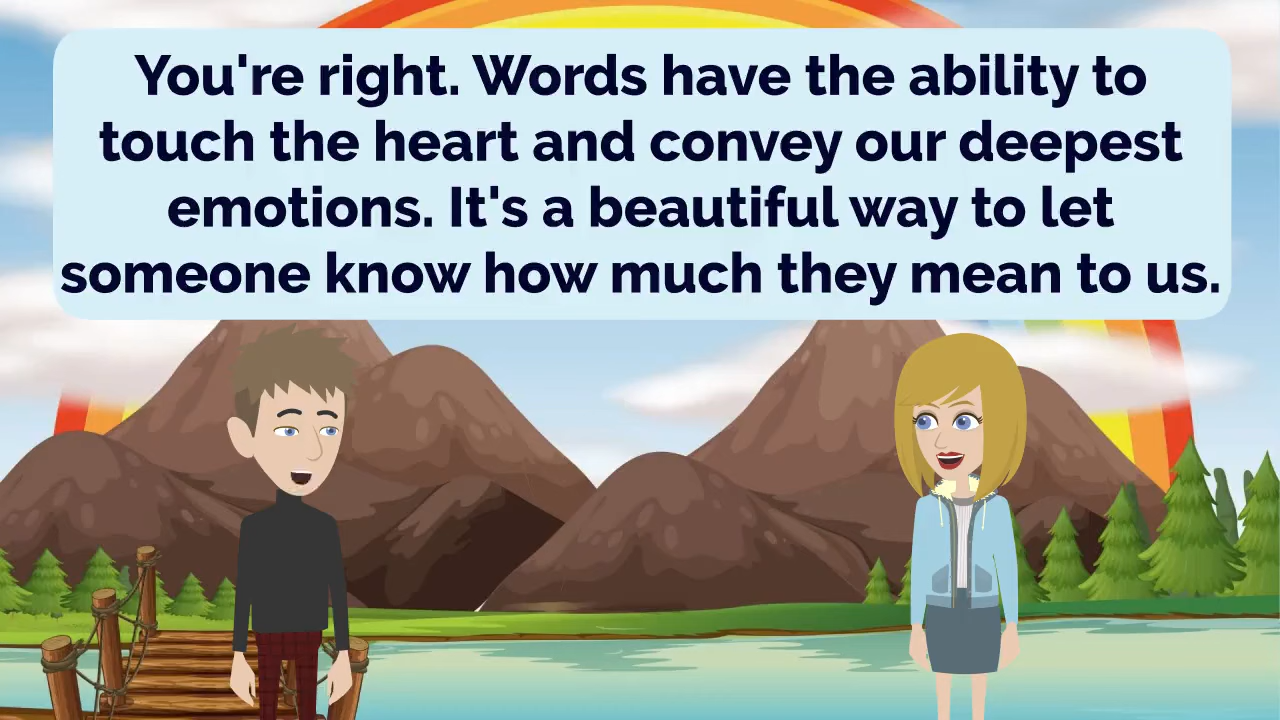 You're right. Words have the ability to
touch the heart and convey our deepest
emotions. It's a beautiful way to let
someone know how much they mean to us.